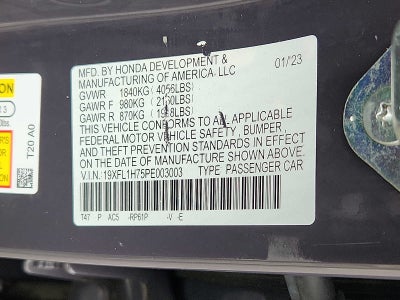 MFD. BY HONDA DEVELOPMENT &
MANUFACTURING OF AMERICA, LLC 01/23
GVWR 1840KG (4056LBS)
GAWR F 980KG (2160LBS)
GAWR R 870KG (1918LBS)
THIS VEHICLE CONFORMS TO ALL APPLICABLE
FEDERAL MOTOR VEHICLE SAFETY, BUMPER
AND THEFT PREVENTION STANDARDS IN EFFECT
ON THE DATE OF MANUFACTURE SHOWN ABOVE.
V.I.N.: 19XFL1H75PE003003 TYPE PASSENGER CAR
T47 P AC5 -RP61P -V -E
T20 A0